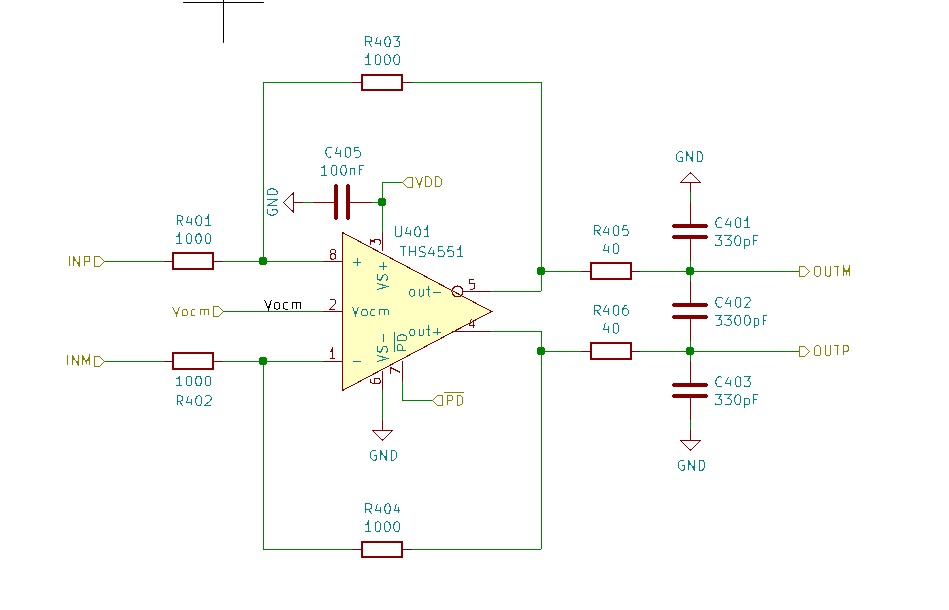 R403
1000
C405
100nF
VDD
GND
GND
R401
1000
U401
THS4551
3
VS+
C401
330pF
R405
40
INP
8
+
out-
5
OUTM
Vocm
Vocm
2
Vocm
C402
3300pF
R406
40
out+
4
INM
1
-
VS-
PD
OUTP
1000
R402
6
7
PD
C403
330pF
GND
GND
R404
1000